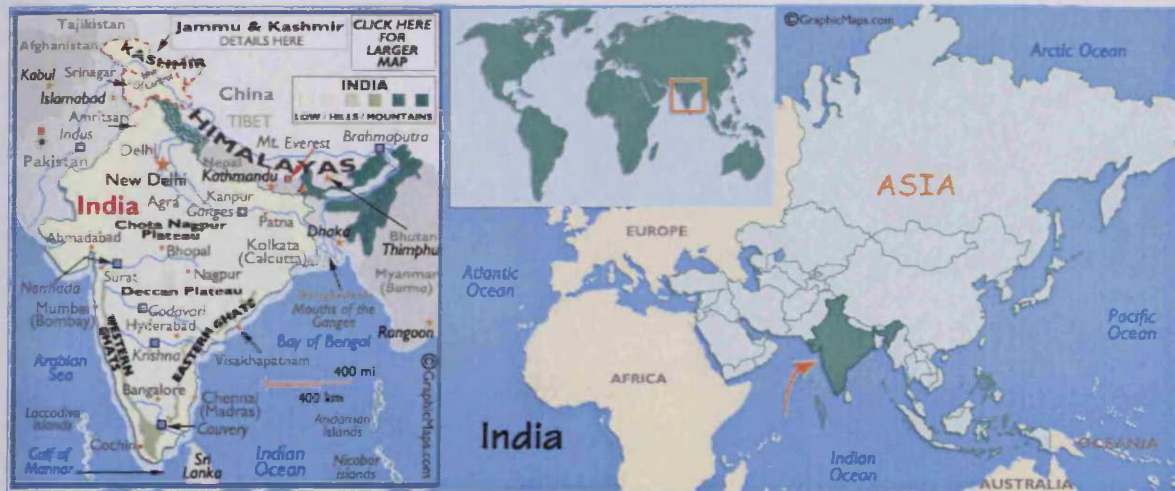 Tajikistan
Jammu & Kashmir
DETAILS HERE
CLICK HERE
FOR
LARGER
MAP
Afghanistan
KASHMIR
Kabul
Srinagar
Islamabad
China
TIBET
INDIA
LOW / HILLS / MOUNTAINS
Amritsar
Indus
HIMALAYAS
Mt. Everest
Brahmaputra
Pakistan
Delhi
Nepal
New Delhi
Kathmandu
India
Agra
Kanpur
Ganges
Patna
Chota Nagpur
Plateau
Dhaka
Bhutan
Thimphu
Ahmadabad
Bhopal
Kolkata
(Calcutta)
Surat
Nagpur
Myanmar
(Burma)
Narmada
Deccan Plateau
Bangladesh
Mouths of the
Ganges
Mumbai
(Bombay)
Godavari
Hyderabad
WESTERN
GHATS
EASTERN GHATS
Rangoon
Bay of Bengal
Arabian
Sea
Krishna
Visakhapatnam
Bangalore
400 mi
400 km
Chennai
(Madras)
Laccadive
Islands
Andaman
Islands
Cauvery
Cochin
Gulf of
Mannar
Sri
Lanka
Indian
Ocean
Nicobar
Islands
©GraphicMaps.com
©GraphicMaps.com
Arctic Ocean
ASIA
EUROPE
Atlantic
Ocean
Pacific
Ocean
AFRICA
India
Indian
Ocean
OCEANIA
AUSTRALIA